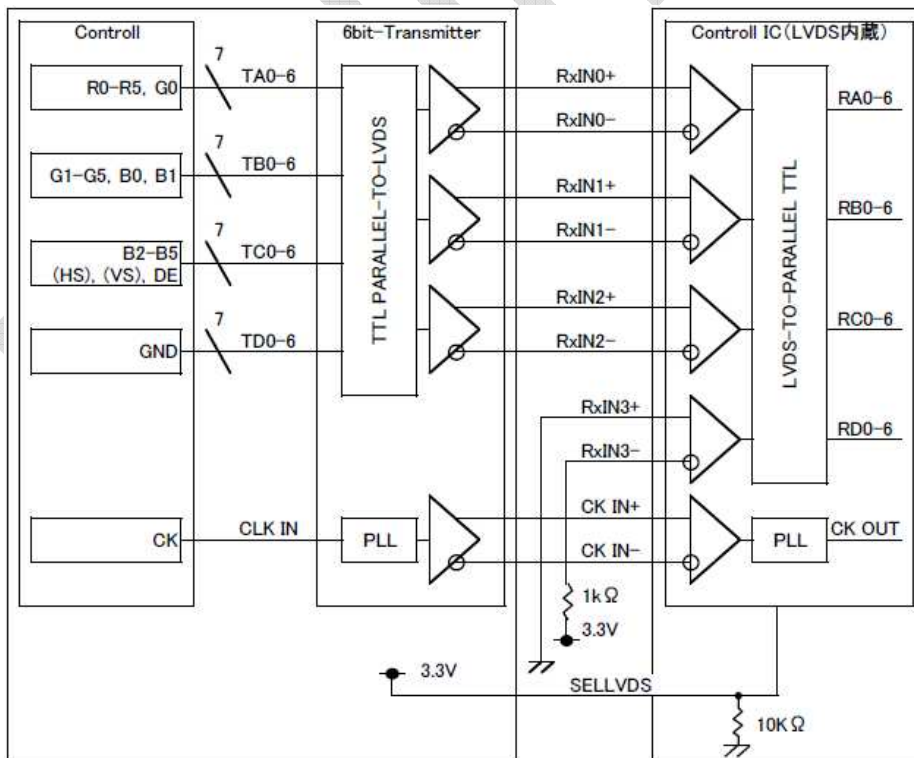 Controll
6bit-Transmitter
Controll IC(LVDS内蔵)
R0-R5, G0
7
TA0-6
RxIN0+
RxIN0-
RA0-6
G1-G5, B0, B1
7
TB0-6
RxIN1+
RxIN1-
RB0-6
B2-B5
(HS), (VS), DE
7
TC0-6
RxIN2+
RxIN2-
RC0-6
GND
7
TD0-6
RxIN3+
RxIN3-
RD0-6
TTL PARALLEL-TO-LVDS
LVDS-TO-PARALLEL TTL
CK
CLK IN
PLL
CK IN+
CK IN-
PLL
CK OUT
1kΩ
3.3V
3.3V
SELLVDS
10KΩ